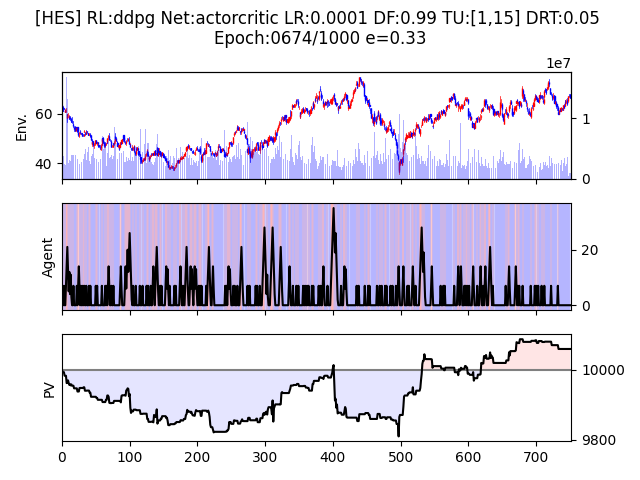 [HES] RL:ddpg Net:actorcritic LR:0.0001 DF:0.99 TU:[1,15] DRT:0.05
Epoch:0674/1000 e=0.33
1e7
Env.
60
40
1
0
Agent
20
0
PV
10000
9800
0 100 200 300 400 500 600 700